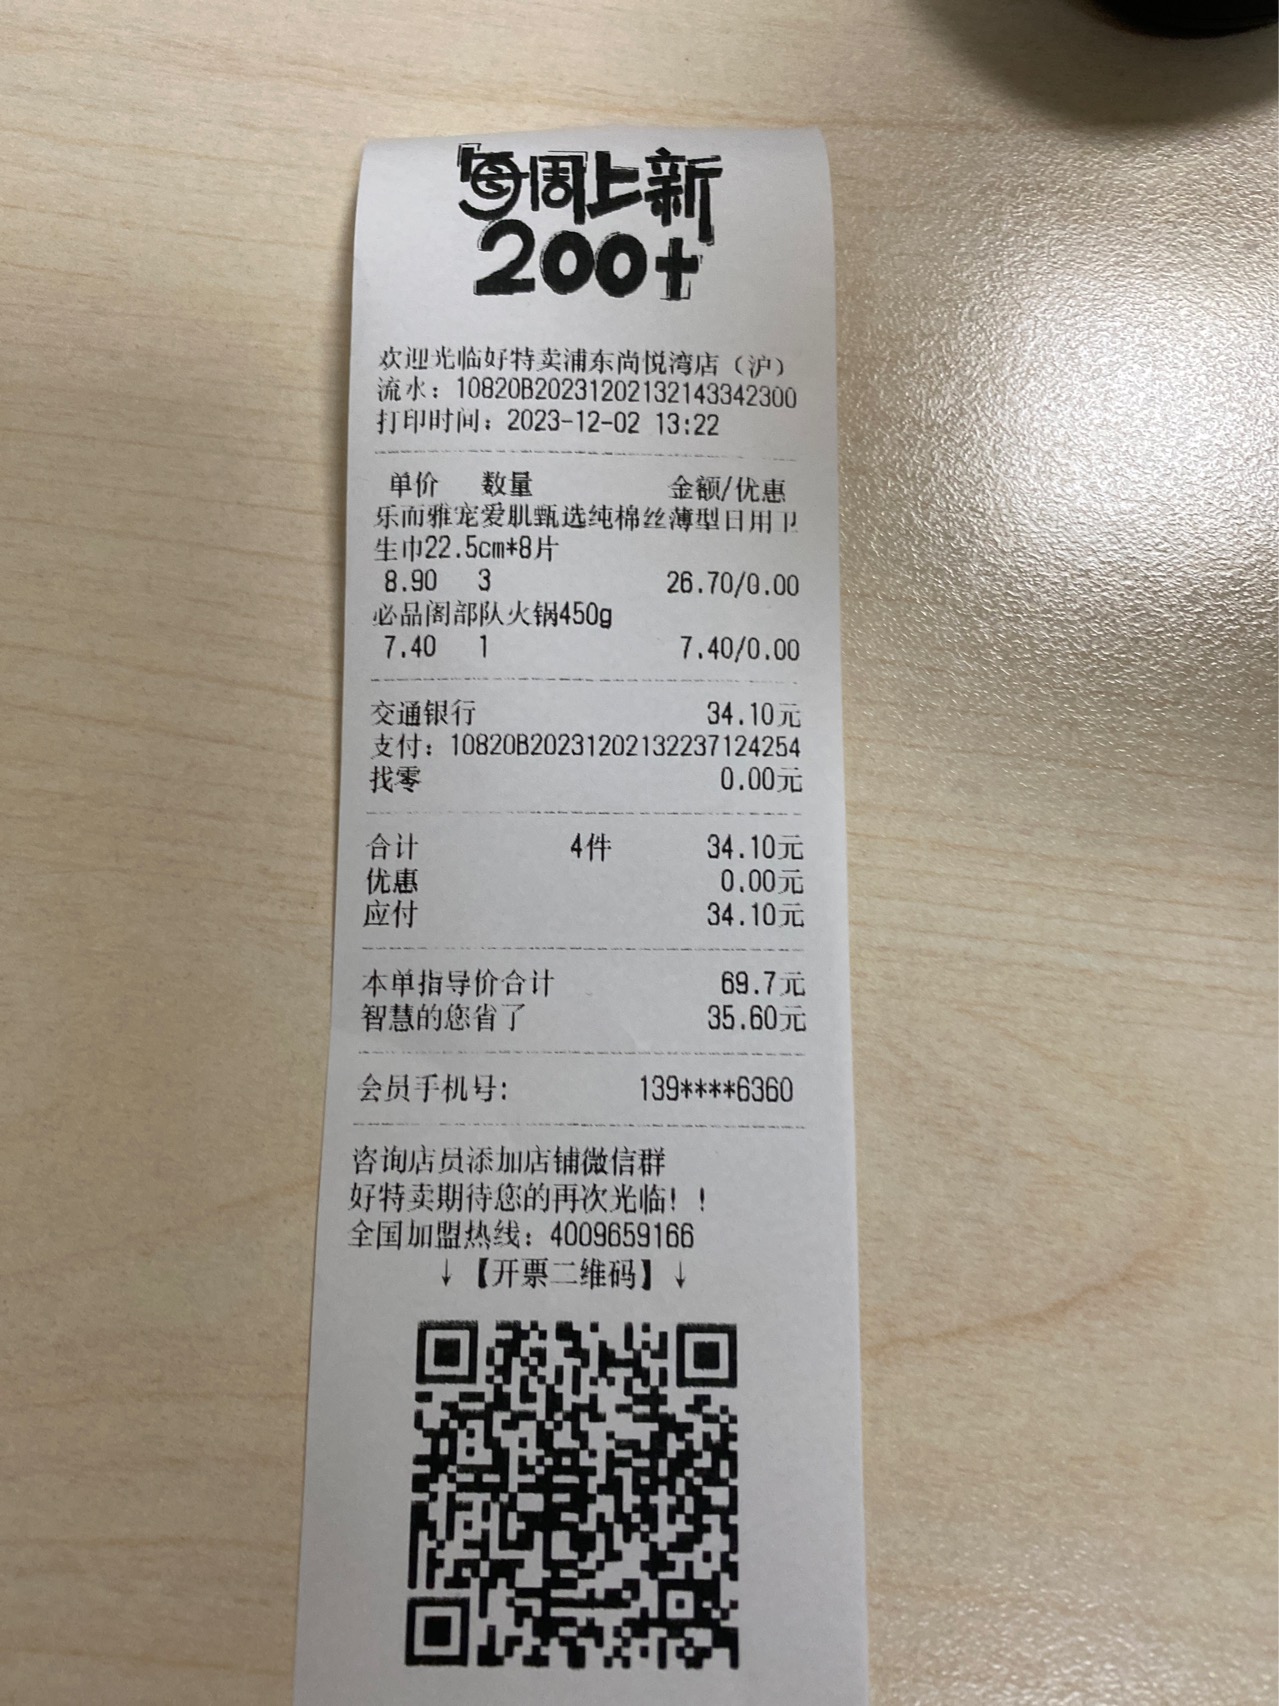 每周上新
200+
欢迎光临好特卖浦东尚悦湾店（沪）
流水：10820B20231202132143342300
打印时间：2023-12-02 13:22
单价 数量 金额/优惠
乐而雅宠爱肌甄选纯棉丝薄型日用卫
生巾22.5cm*8片
8.90 3 26.70/0.00
必品阁部队火锅450g
7.40 1 7.40/0.00
交通银行 34.10元
支付：10820B20231202132237124254
找零 0.00元
合计 4件 34.10元
优惠 0.00元
应付 34.10元
本单指导价合计 69.7元
智慧的您省了 35.60元
会员手机号: 139****6360
咨询店员添加店铺微信群
好特卖期待您的再次光临！！
全国加盟热线：4009659166
↓【开票二维码】↓